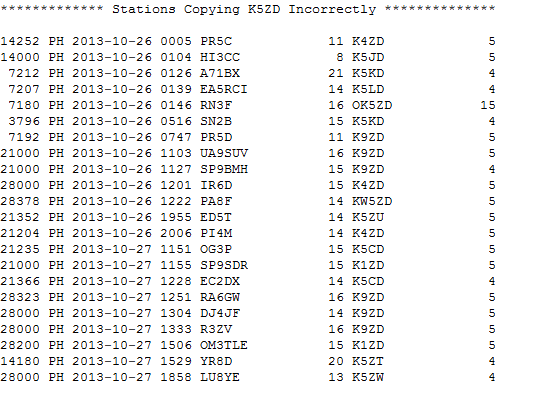 ************* Stations Copying K5ZD Incorrectly **************
14252 PH 2013-10-26 0005 PR5C 11 K4ZD 5
14000 PH 2013-10-26 0104 HI3CC 8 K5JD 5
7212 PH 2013-10-26 0126 A71BX 21 K5KD 4
7207 PH 2013-10-26 0139 EA5RCI 14 K5LD 4
7180 PH 2013-10-26 0146 RN3F 16 OK5ZD 15
3796 PH 2013-10-26 0516 SN2B 15 K5KD 4
7192 PH 2013-10-26 0747 PR5D 11 K9ZD 5
21000 PH 2013-10-26 1103 UA9SUV 16 K9ZD 5
21000 PH 2013-10-26 1127 SP9BMH 15 K9ZD 4
28000 PH 2013-10-26 1201 IR6D 15 K4ZD 5
28378 PH 2013-10-26 1222 PA8F 14 KW5ZD 5
21352 PH 2013-10-26 1955 ED5T 14 K5ZU 5
21204 PH 2013-10-26 2006 PI4M 14 K4ZD 5
21235 PH 2013-10-27 1151 OG3P 15 K5CD 5
21000 PH 2013-10-27 1155 SP9SDR 15 K1ZD 5
21366 PH 2013-10-27 1228 EC2DX 14 K5CD 4
28323 PH 2013-10-27 1251 RA6GW 16 K9ZD 5
28000 PH 2013-10-27 1304 DJ4JF 14 K9ZD 5
28000 PH 2013-10-27 1333 R3ZV 16 K9ZD 5
28200 PH 2013-10-27 1506 OM3TLE 15 K1ZD 5
14180 PH 2013-10-27 1529 YR8D 20 K5ZT 4
28000 PH 2013-10-27 1858 LU8YE 13 K5ZW 4